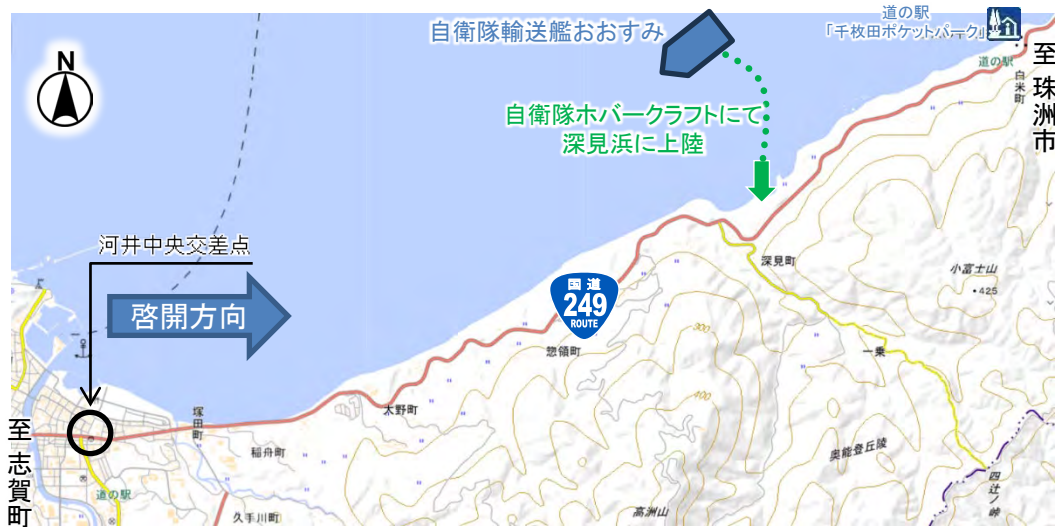 道の駅
「千枚田ポケットパーク」
自衛隊輸送艦おおすみ
N
道の駅
白米町
至 珠洲市
自衛隊ホバークラフトにて
深見浜に上陸
河井中央交差点
深見町
小富士山
・425
国道
249
ROUTE
啓開方向
300
惣領町
一乗
400
大野町
塚田町
至 志賀町
稲舟町
奥能登丘陵
四辻ノ峠
道の駅
久手川町
高洲山